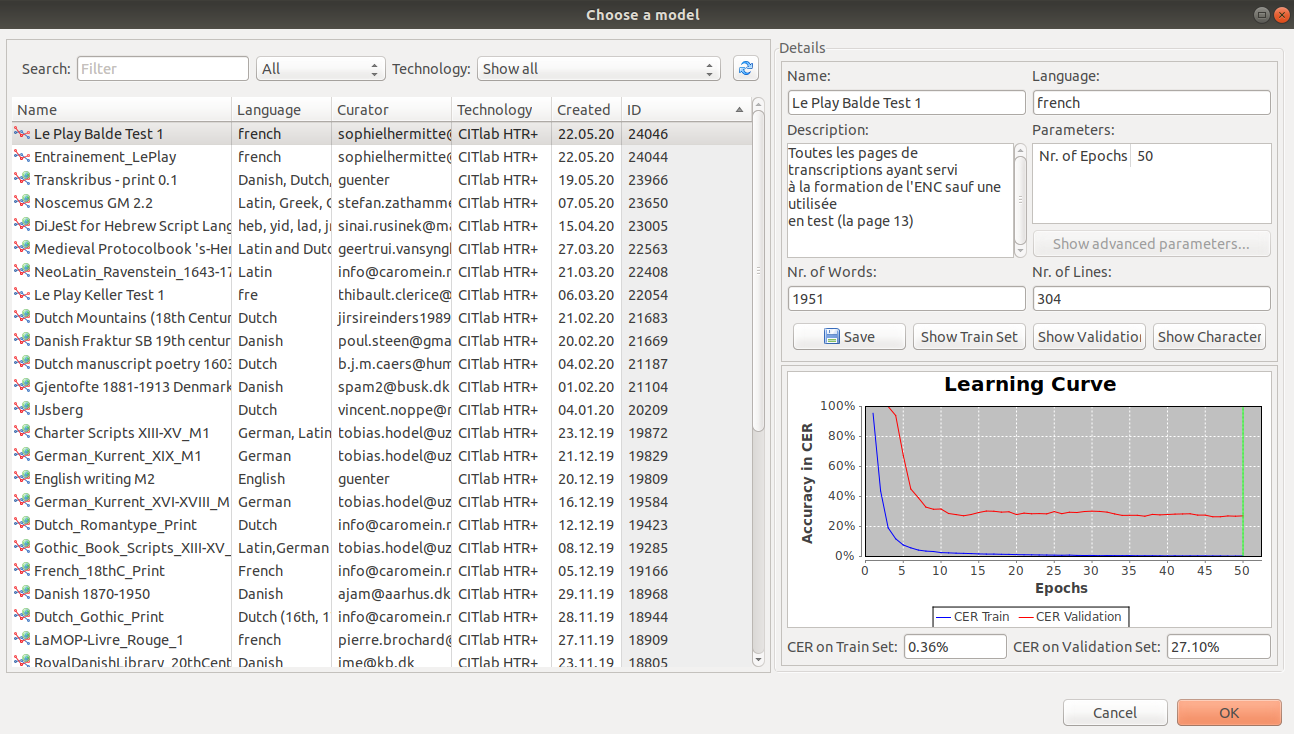 Choose a model
Search: Filter All Technology: Show all
Name Language Curator Technology Created ID
Le Play Balde Test 1 french sophielhermitte@ CITlab HTR+ 22.05.20 24046
Entrainement_LePlay french sophielhermitte@ CITlab HTR+ 22.05.20 24044
Transkribus - print 0.1 Danish, Dutch, guenter CITlab HTR+ 19.05.20 23966
Noscemus GM 2.2 Latin, Greek, G stefan.zathamme CITlab HTR+ 07.05.20 23650
DiJeSt for Hebrew Script Lang heb, yid, lad, jr sinai.rusinek@ma CITlab HTR+ 15.04.20 23005
Medieval Protocolbook 's-Her Latin and Dutc geertrui.vansyngl CITlab HTR+ 27.03.20 22563
NeoLatin_Ravenstein_1643-17 Latin info@caromein.n CITlab HTR+ 21.03.20 22408
Le Play Keller Test 1 fre thibault.clerice@ CITlab HTR+ 06.03.20 22054
Dutch Mountains (18th Centur Dutch jirsireinders1989 CITlab HTR+ 21.02.20 21683
Danish Fraktur SB 19th centur Danish poul.steen@gma CITlab HTR+ 20.02.20 21669
Dutch manuscript poetry 1603 Dutch b.j.m.caers@hum CITlab HTR+ 04.02.20 21187
Gjentofte 1881-1913 Denmark Danish spam2@busk.dk CITlab HTR+ 01.02.20 21104
IJsberg Dutch vincent.noppe@n CITlab HTR+ 04.01.20 20209
Charter Scripts XIII-XV_M1 German, Latin tobias.hodel@uz CITlab HTR+ 23.12.19 19872
German_Kurrent_XIX_M1 German tobias.hodel@uz CITlab HTR+ 21.12.19 19829
English writing M2 English guenter CITlab HTR+ 20.12.19 19809
German_Kurrent_XVI-XVIII_M German tobias.hodel@uz CITlab HTR+ 16.12.19 19584
Dutch_Romantype_Print Dutch info@caromein.n CITlab HTR+ 12.12.19 19423
Gothic_Book_Scripts_XIII-XV_ Latin,German tobias.hodel@uz CITlab HTR+ 08.12.19 19285
French_18thC_Print French info@caromein.n CITlab HTR+ 05.12.19 19166
Danish 1870-1950 Danish ajam@aarhus.dk CITlab HTR+ 29.11.19 18968
Dutch_Gothic_Print Dutch (16th, 1 info@caromein.n CITlab HTR+ 28.11.19 18944
LaMOP-Livre_Rouge_1 french pierre.brochard@ CITlab HTR+ 27.11.19 18909
RoyalDanishLibrary_20thCent Danish ime@kb.dk CITlab HTR+ 23.11.19 18805
Details
Name: Language:
Le Play Balde Test 1 french
Description: Parameters:
Toutes les pages de
transcriptions ayant servi
à la formation de l'ENC sauf une
utilisée
en test (la page 13)
Nr. of Epochs 50
Show advanced parameters...
Nr. of Words: Nr. of Lines:
1951 304
Save Show Train Set Show Validation Show Character
Learning Curve
Accuracy in CER
100%
80%
60%
40%
20%
0%
0 5 10 15 20 25 30 35 40 45 50
Epochs
CER Train CER Validation
CER on Train Set: 0.36% CER on Validation Set: 27.10%
Cancel OK